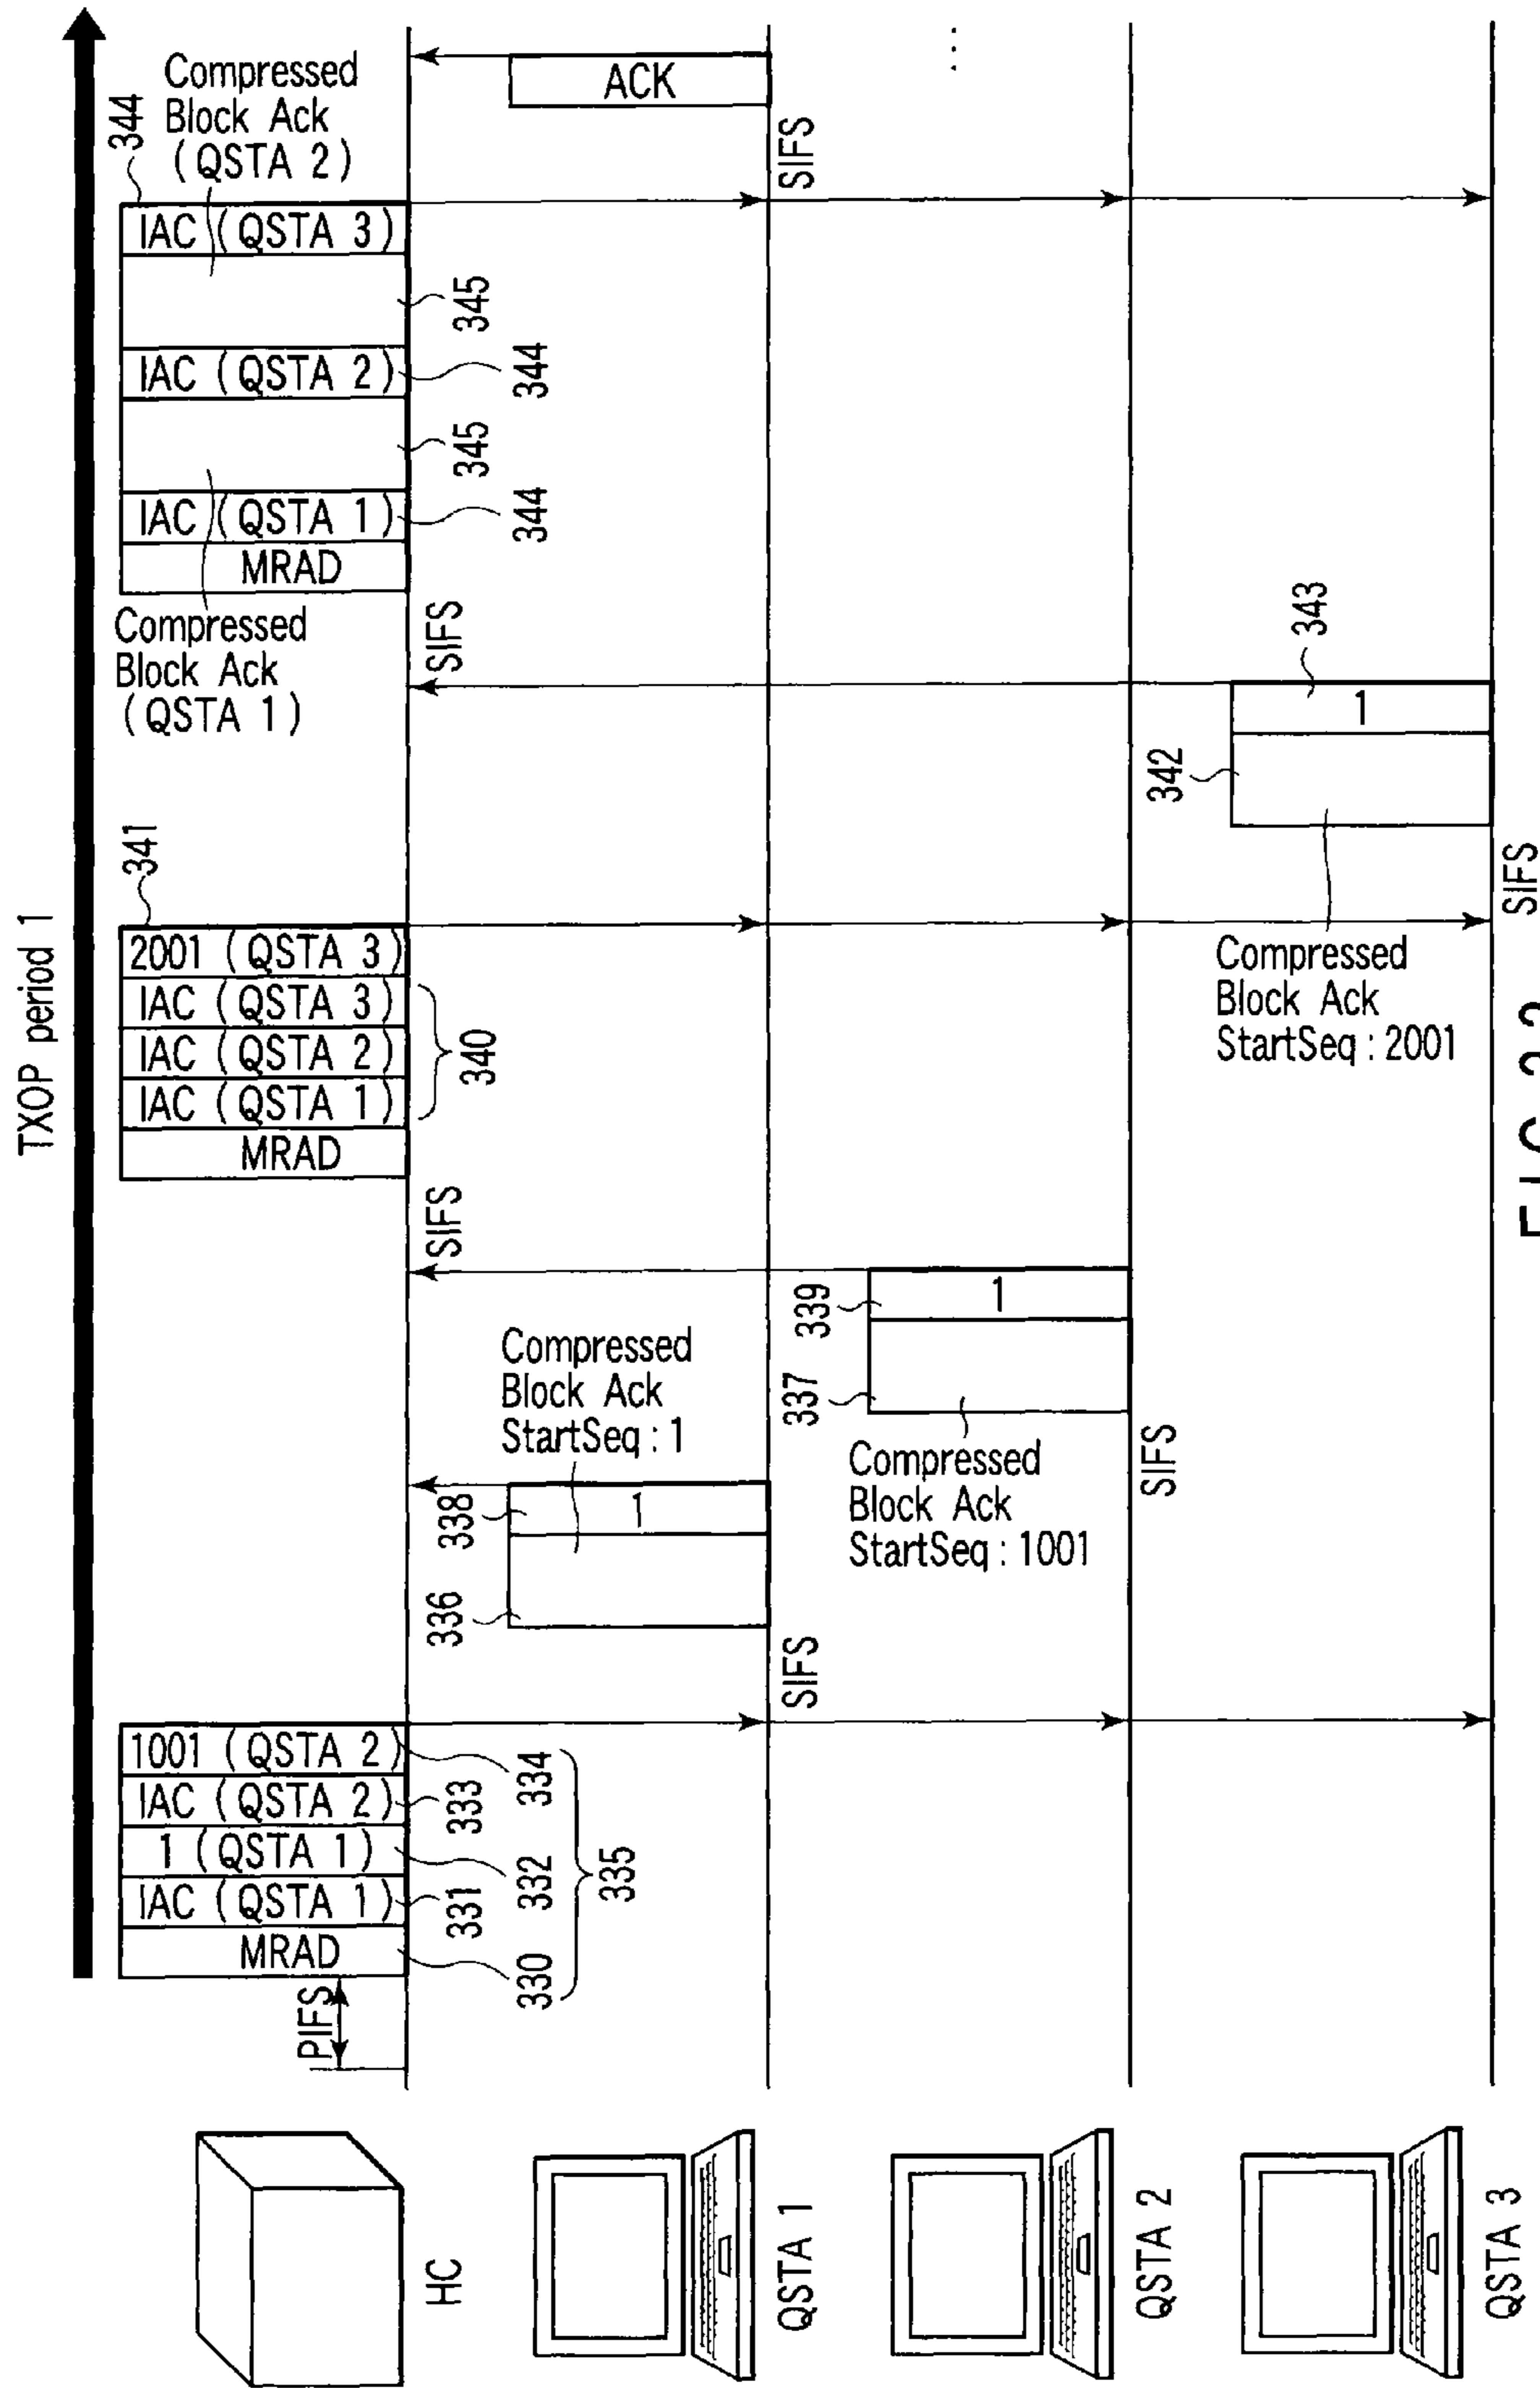 TXOP period 1
PIFS
MRAD
IAC (QSTA 1)
1 (QSTA 1)
IAC (QSTA 2)
1001 (QSTA 2)
330
331
332
333
334
335
SIFS
336
338
1
Compressed
Block Ack
StartSeq : 1
SIFS
337
339
1
Compressed
Block Ack
StartSeq : 1001
SIFS
MRAD
IAC (QSTA 1)
IAC (QSTA 2)
IAC (QSTA 3)
2001 (QSTA 3)
340
341
SIFS
342
343
1
Compressed
Block Ack
StartSeq : 2001
SIFS
Compressed
Block Ack
(QSTA 1)
MRAD
IAC (QSTA 1)
IAC (QSTA 2)
IAC (QSTA 3)
344
345
344
345
344
Compressed
Block Ack
(QSTA 2)
SIFS
ACK
...
HC
QSTA 1
QSTA 2
QSTA 3